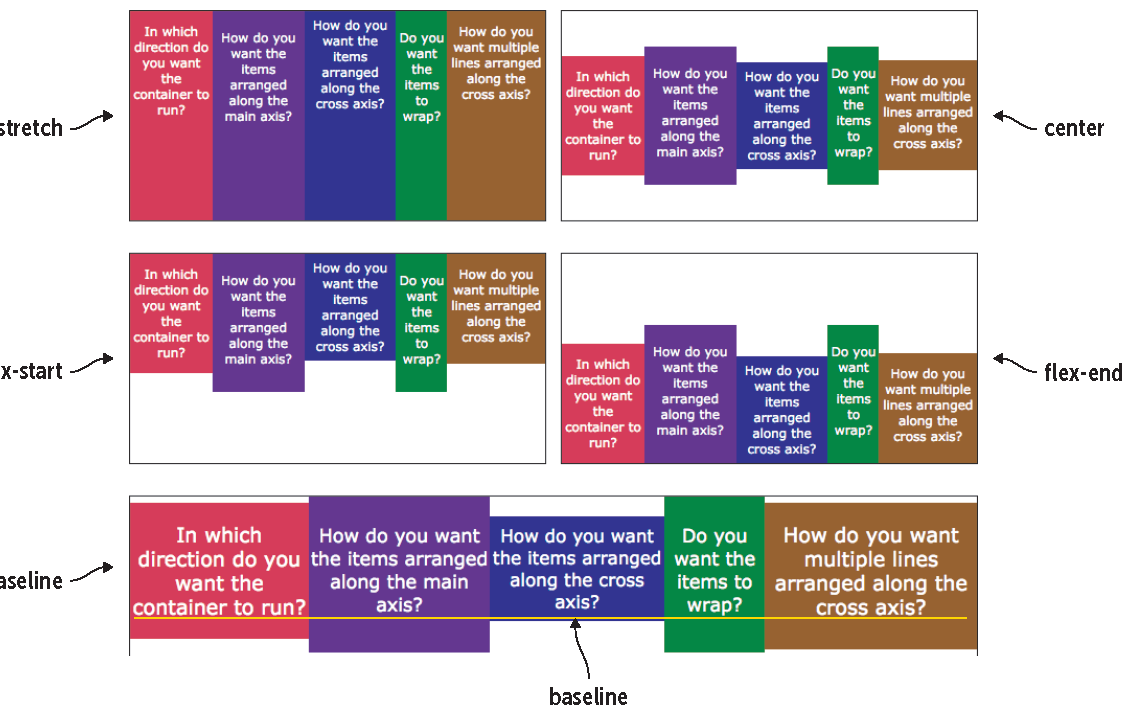 In which
direction do
you want
the
container to
run?
How do you
want the
items
arranged
along the
main axis?
How do you
want the
items
arranged
along the
cross axis?
Do you
want
the
items
to
wrap?
How do you
want multiple
lines arranged
along the
cross axis?
stretch
In which
direction do
you want
the
container to
run?
How do you
want the
items
arranged
along the
main axis?
How do you
want the
items
arranged
along the
cross axis?
Do you
want
the
items
to
wrap?
How do you
want multiple
lines arranged
along the
cross axis?
center
In which
direction do
you want
the
container to
run?
How do you
want the
items
arranged
along the
main axis?
How do you
want the
items
arranged
along the
cross axis?
Do you
want
the
items
to
wrap?
How do you
want multiple
lines arranged
along the
cross axis?
x-start
In which
direction do
you want
the
container to
run?
How do you
want the
items
arranged
along the
main axis?
How do you
want the
items
arranged
along the
cross axis?
Do you
want
the
items
to
wrap?
How do you
want multiple
lines arranged
along the
cross axis?
flex-end
In which
direction do you
want the
container to run?
How do you want
the items arranged
along the main
axis?
How do you want
the items arranged
along the cross
axis?
Do you
want the
items to
wrap?
How do you want
multiple lines
arranged along the
cross axis?
aseline
baseline